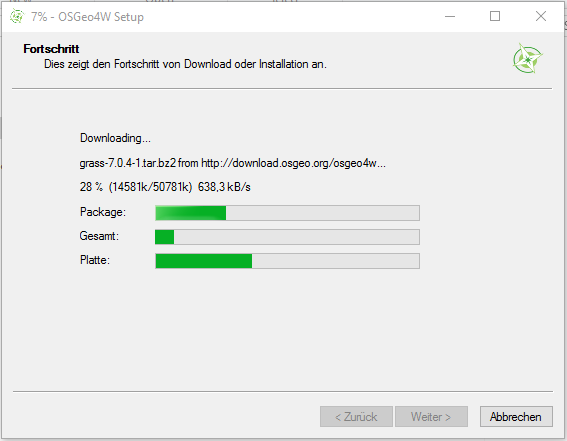 7% - OSGeo4W Setup
Fortschritt
Dies zeigt den Fortschritt von Download oder Installation an.
Downloading...
grass-7.0.4-1.tar.bz2 from http://download.osgeo.org/osgeo4w...
28 % (14581k/50781k) 638,3 kB/s
Package:
Gesamt:
Platte:
< Zurück
Weiter >
Abbrechen